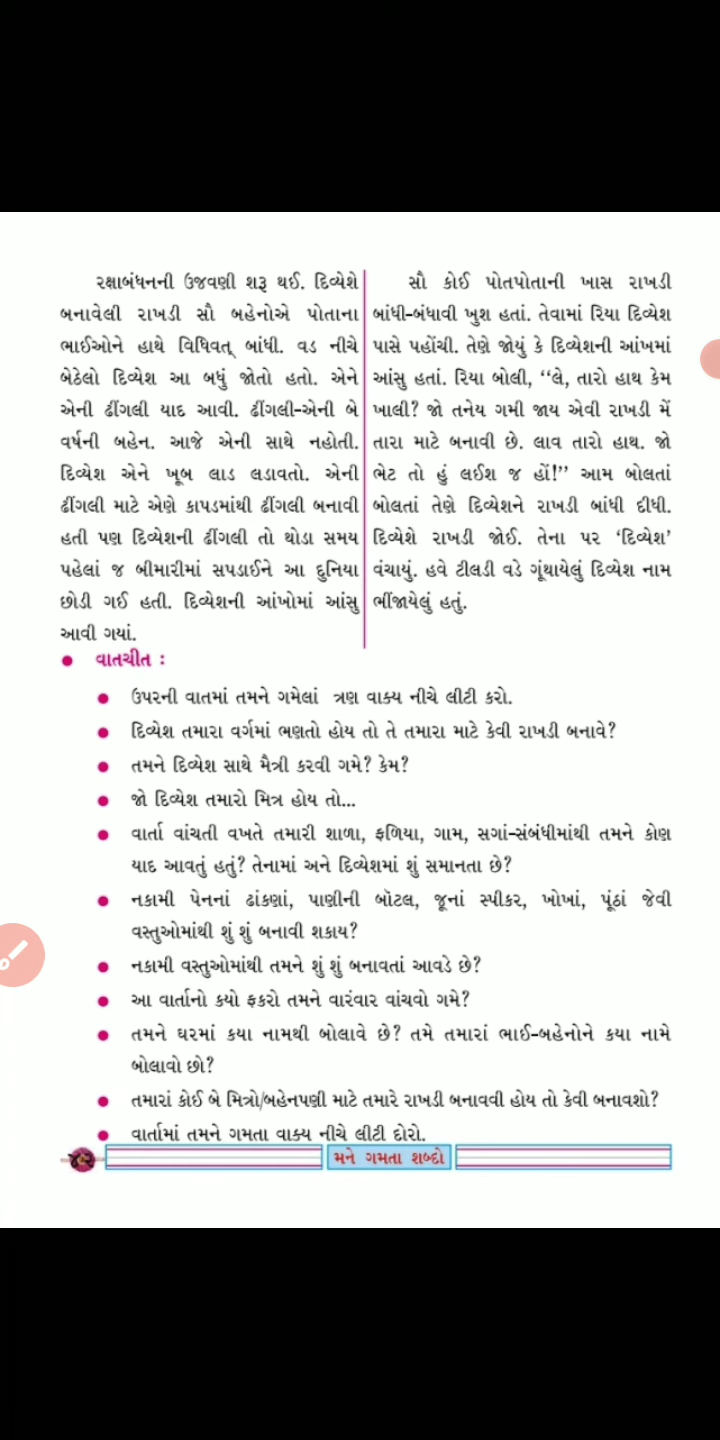 રક્ષાબંધનની ઉજવણી શરૂ થઈ. દિવ્યેશે
બનાવેલી રાખડી સૌ બહેનોએ પોતાના
ભાઈઓને હાથે વિધિવત્ બાંધી. વડ નીચે
બેઠેલો દિવ્યેશ આ બધું જોતો હતો. એને
એની ઢીંગલી યાદ આવી. ઢીંગલી-એની બે
વર્ષની બહેન. આજે એની સાથે નહોતી.
દિવ્યેશ એને ખૂબ લાડ લડાવતો. એની
ઢીંગલી માટે એણે કાપડમાંથી ઢીંગલી બનાવી
હતી પણ દિવ્યેશની ઢીંગલી તો થોડા સમય
પહેલાં જ બીમારીમાં સપડાઈને આ દુનિયા
છોડી ગઈ હતી. દિવ્યેશની આંખોમાં આંસુ
આવી ગયાં.
સૌ કોઈ પોતપોતાની ખાસ રાખડી
બાંધી-બંધાવી ખુશ હતાં. તેવામાં રિયા દિવ્યેશ
પાસે પહોંચી. તેણે જોયું કે દિવ્યેશની આંખમાં
આંસુ હતાં. રિયા બોલી, ‘‘લે, તારો હાથ કેમ
ખાલી? જો તનેય ગમી જાય એવી રાખડી મેં
તારા માટે બનાવી છે. લાવ તારો હાથ. જો
ભેટ તો હું લઈશ જ હોં!’’ આમ બોલતાં
બોલતાં તેણે દિવ્યેશને રાખડી બાંધી દીધી.
દિવ્યેશે રાખડી જોઈ. તેના પર ‘દિવ્યેશ’
વંચાયું. હવે ટીલડી વડે ગૂંથાયેલું દિવ્યેશ નામ
ભીંજાયેલું હતું.
● વાતચીત :
● ઉપરની વાતમાં તમને ગમેલાં ત્રણ વાક્ય નીચે લીટી કરો.
● દિવ્યેશ તમારા વર્ગમાં ભણતો હોય તો તે તમારા માટે કેવી રાખડી બનાવે?
● તમને દિવ્યેશ સાથે મૈત્રી કરવી ગમે? કેમ?
● જો દિવ્યેશ તમારો મિત્ર હોય તો...
● વાર્તા વાંચતી વખતે તમારી શાળા, ફળિયા, ગામ, સગાં-સંબંધીમાંથી તમને કોણ
યાદ આવતું હતું? તેનામાં અને દિવ્યેશમાં શું સમાનતા છે?
● નકામી પેનનાં ઢાંકણાં, પાણીની બૉટલ, જૂનાં સ્પીકર, ખોખાં, પૂંઠાં જેવી
વસ્તુઓમાંથી શું શું બનાવી શકાય?
● નકામી વસ્તુઓમાંથી તમને શું શું બનાવતાં આવડે છે?
● આ વાર્તાનો કયો ફકરો તમને વારંવાર વાંચવો ગમે?
● તમને ઘરમાં કયા નામથી બોલાવે છે? તમે તમારાં ભાઈ-બહેનોને કયા નામે
બોલાવો છો?
● તમારાં કોઈ બે મિત્રો/બહેનપણી માટે તમારે રાખડી બનાવવી હોય તો કેવી બનાવશો?
● વાર્તામાં તમને ગમતા વાક્ય નીચે લીટી દોરો.
મને ગમતા શબ્દો